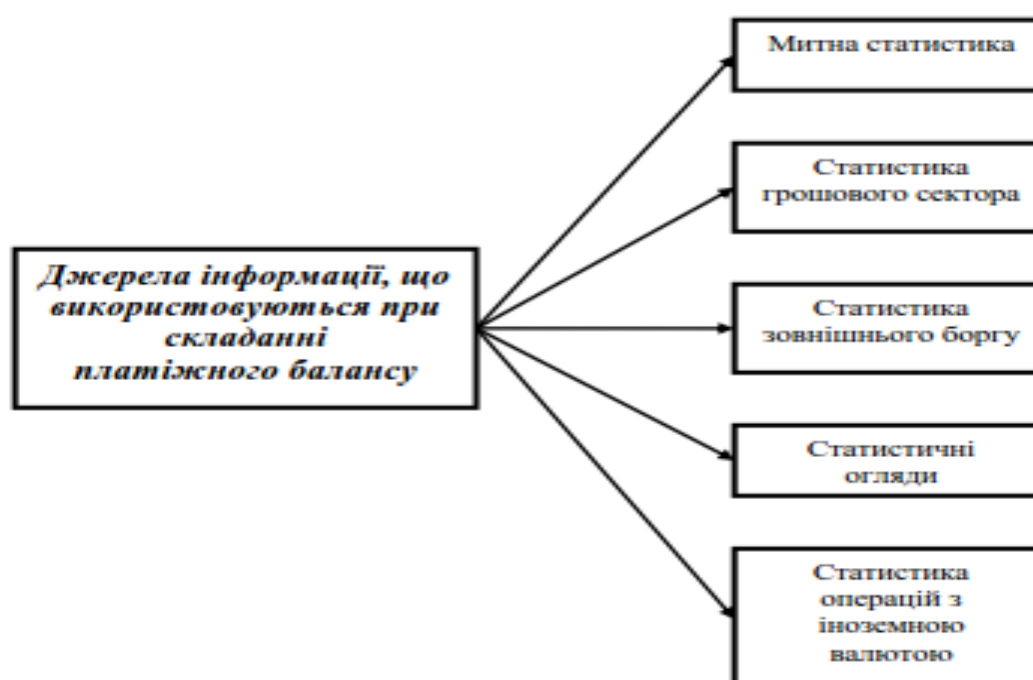 Джерела інформації, що
використовуються при
складанні
платіжного балансу
Митна статистика
Статистика
грошового сектора
Статистика
зовнішнього боргу
Статистичні
огляди
Статистика
операцій з
іноземною
валютою